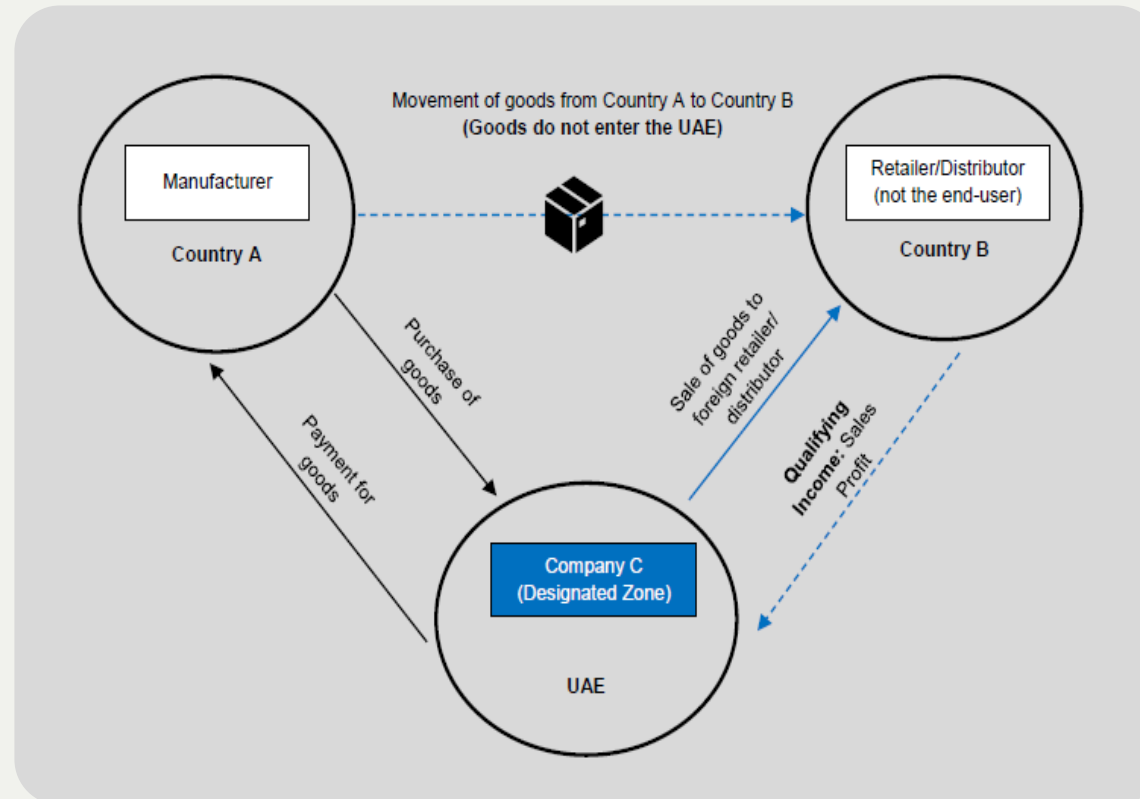 Movement of goods from Country A to Country B
(Goods do not enter the UAE)
Manufacturer
Country A
Retailer/Distributor
(not the end-user)
Country B
Purchase of
goods
Payment for
goods
Sale of goods to
foreign retailer/
distributor
Qualifying
Income: Sales
Profit
Company C
(Designated Zone)
UAE